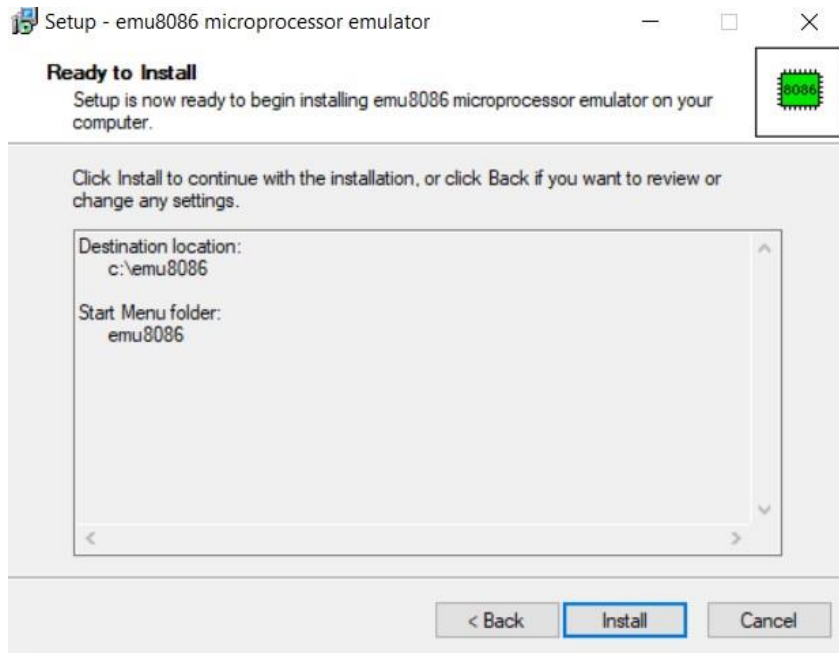 Setup - emu8086 microprocessor emulator
Ready to Install
Setup is now ready to begin installing emu8086 microprocessor emulator on your
computer.
8086
Click Install to continue with the installation, or click Back if you want to review or
change any settings.
Destination location:
c:\emu8086
Start Menu folder:
emu8086
< Back
Install
Cancel